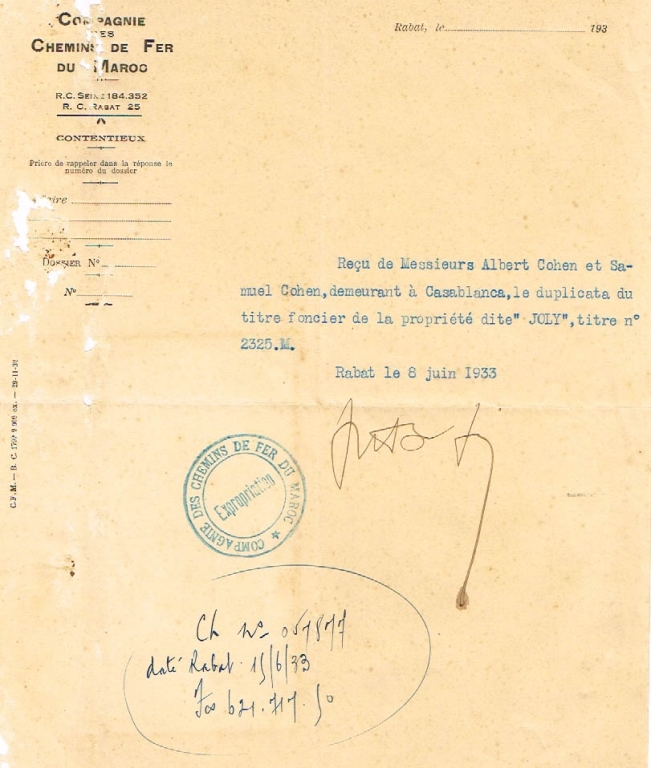 COMPAGNIE
DES
CHEMINS DE FER
DU MAROC
R.C. SEINE 184.352
R. C. RABAT 25
CONTENTIEUX
Prière de rappeler dans la réponse le
numéro du dossier
DOSSIER N°
N°
Rabat, le 193
Reçu de Messieurs Albert Cohen et Sa-
muel Cohen,demeurant à Casablanca,le duplicata du
titre foncier de la propriété dite" JOLY",titre n°
2325.M.
Rabat le 8 juin 1933
COMPAGNIE DES CHEMINS DE FER DU MAROC
Expropriation
Ch N°
daté Rabat 15/6/33
621.717.50
C.F.M. — B. C.